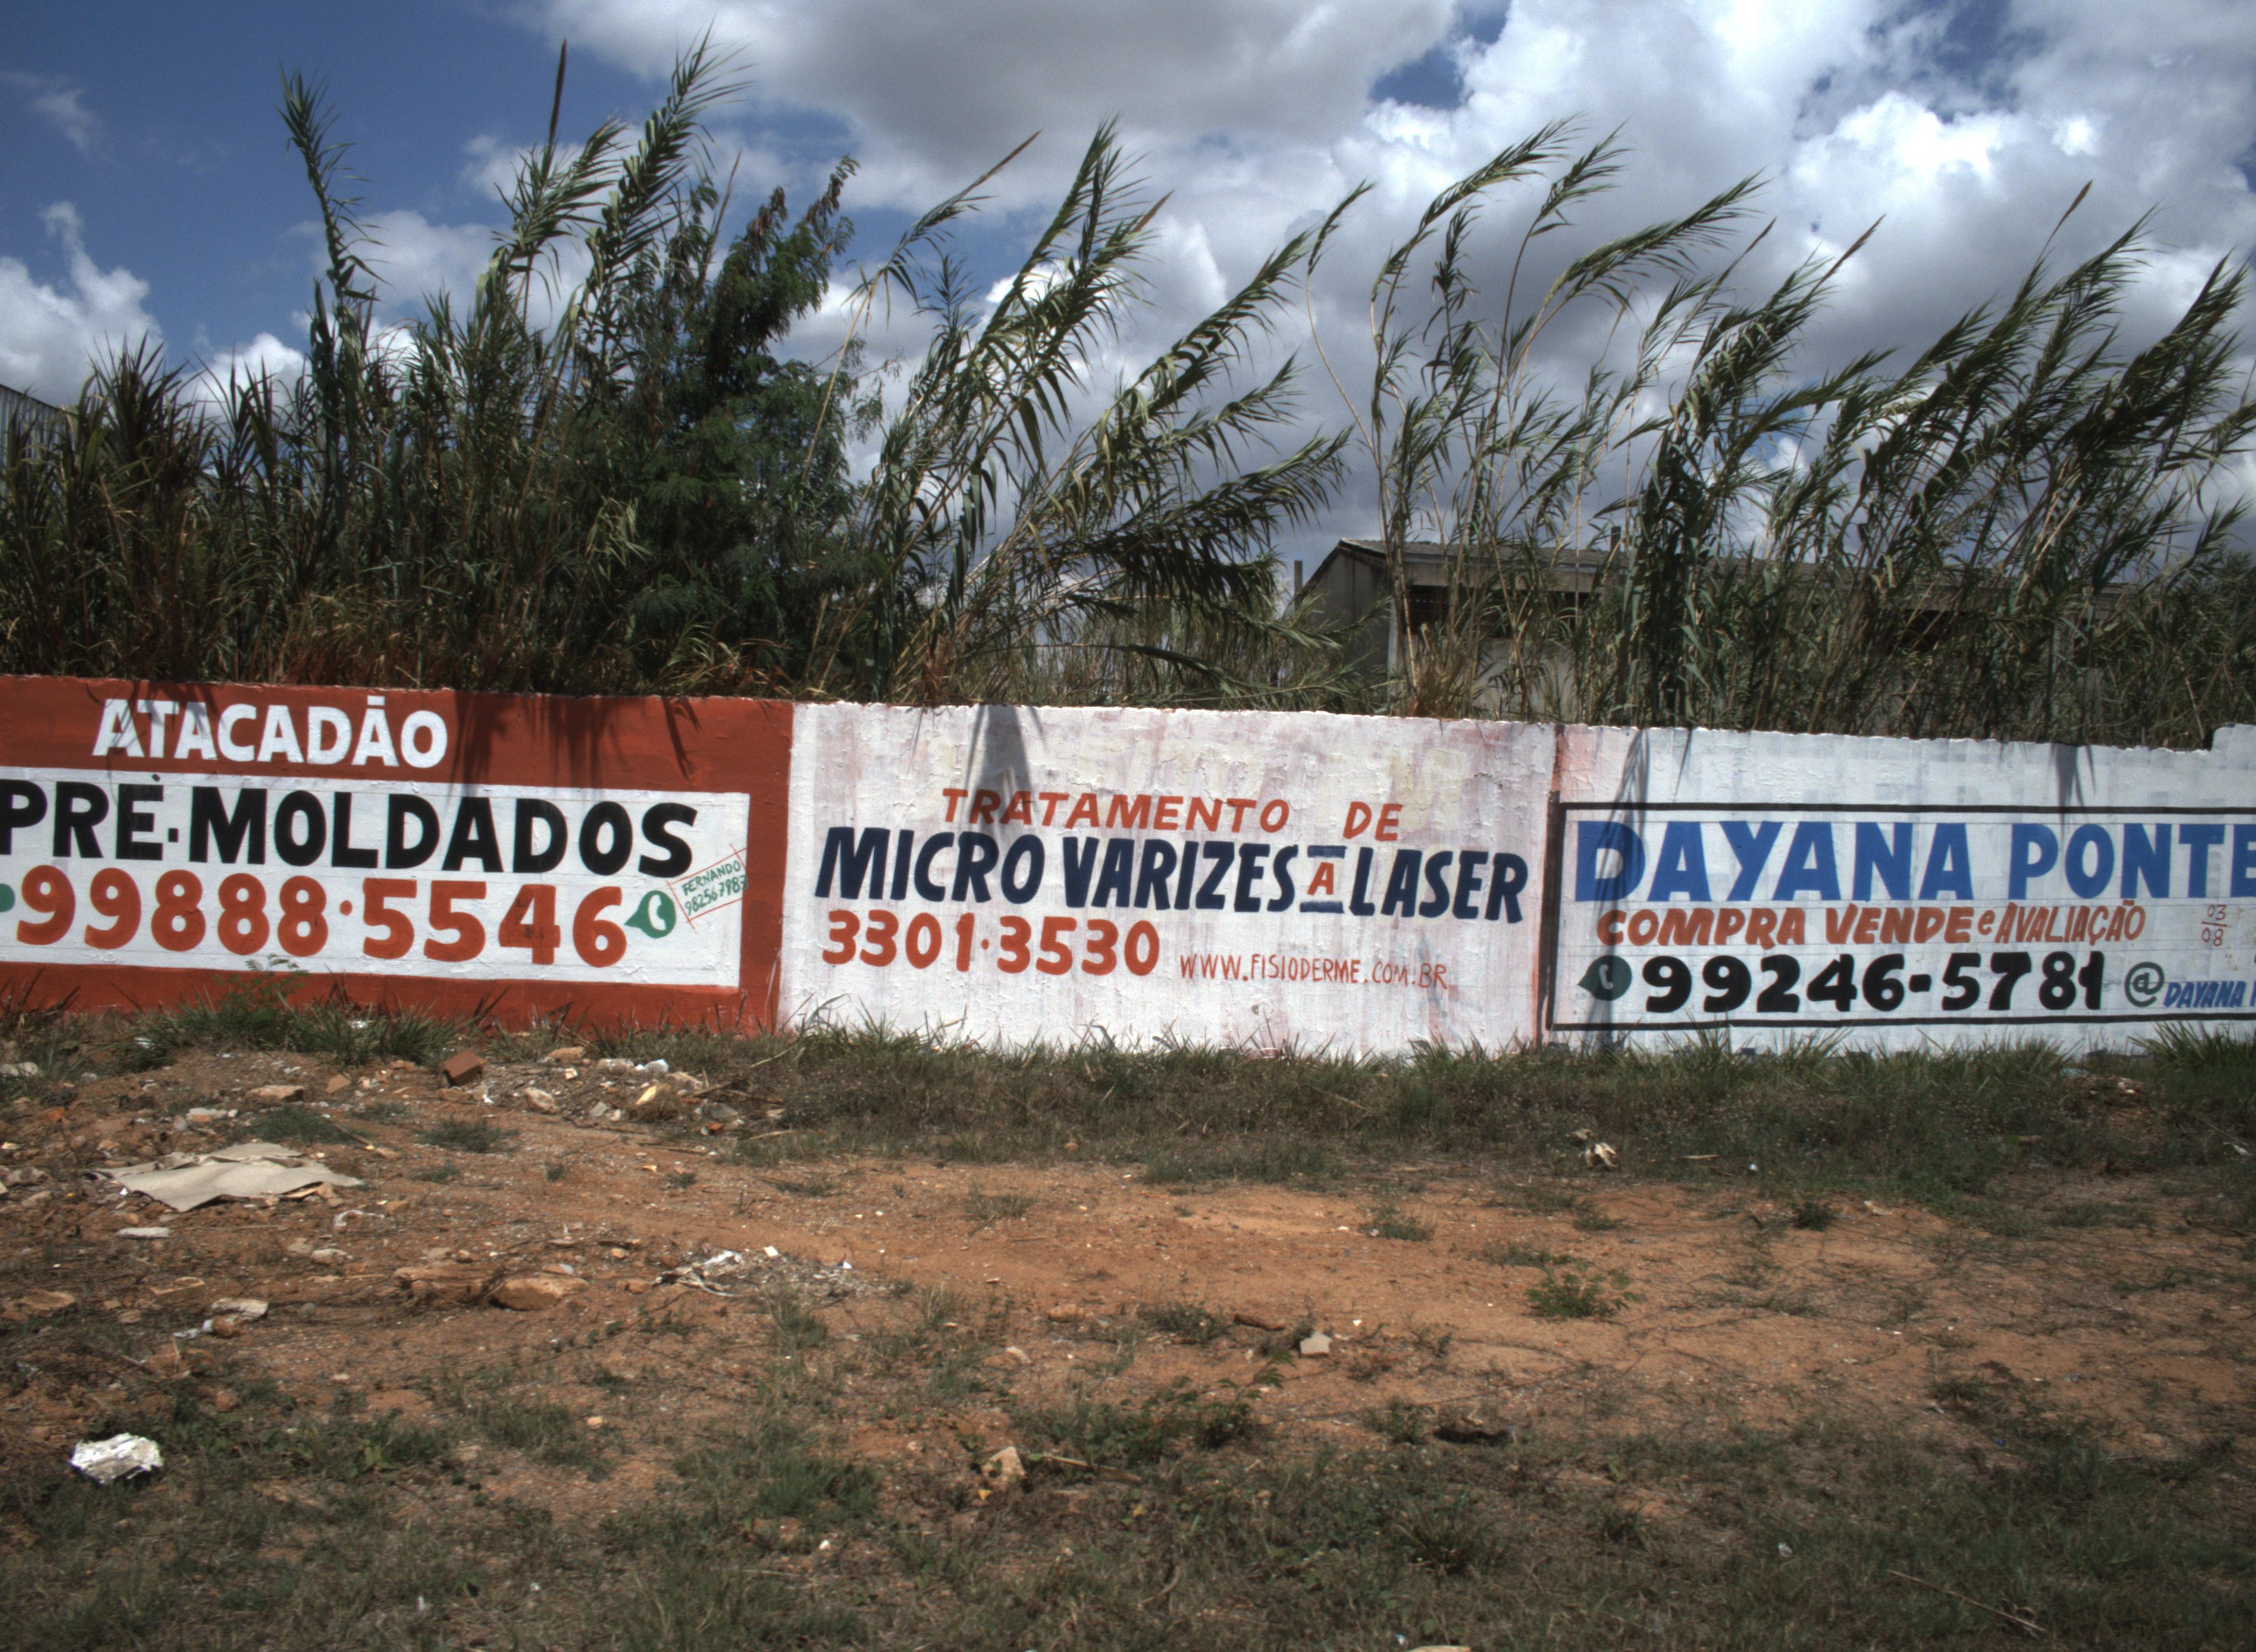 ATACADÃO
PRÉ-MOLDADOS
99888-5546
FERNANDO
982567983
TRATAMENTO DE
MICRO VARIZES A LASER
3301-3530
WWW.FISIODERME.COM.BR
DAYANA PONTE
COMPRA VENDE e AVALIAÇÃO
03
08
99246-5781 @DAYANA